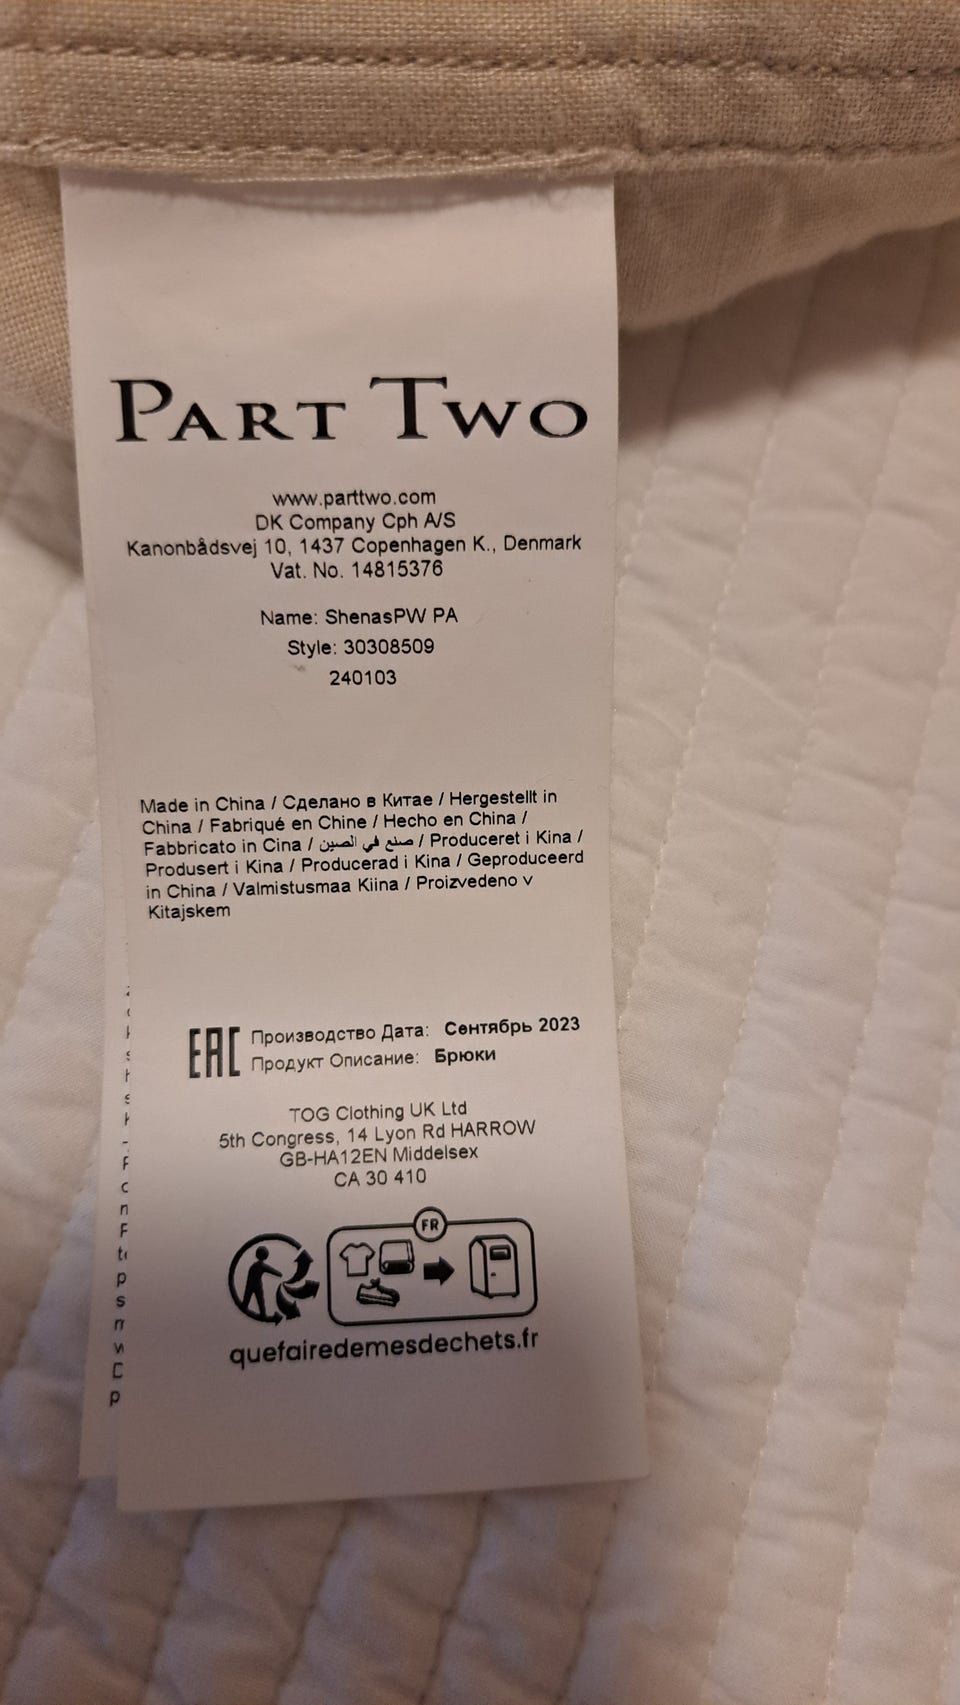 PART TWO
www.parttwo.com
DK Company Cph A/S
Kanonbådsvej 10, 1437 Copenhagen K., Denmark
Vat. No. 14815376
Name: ShenasPW PA
Style: 30308509
240103
Made in China / Сделано в Китае / Hergestellt in
China / Fabriqué en Chine / Hecho en China /
Fabbricato in Cina / صنع في الصين / Produceret i Kina /
Produsert i Kina / Producerad i Kina / Geproduceerd
in China / Valmistusmaa Kiina / Proizvedeno v
Kitajskem
EAC Производство Дата: Сентябрь 2023
Продукт Описание: Брюки
TOG Clothing UK Ltd
5th Congress, 14 Lyon Rd HARROW
GB-HA12EN Middelsex
CA 30 410
FR
quefairedemesdechets.fr